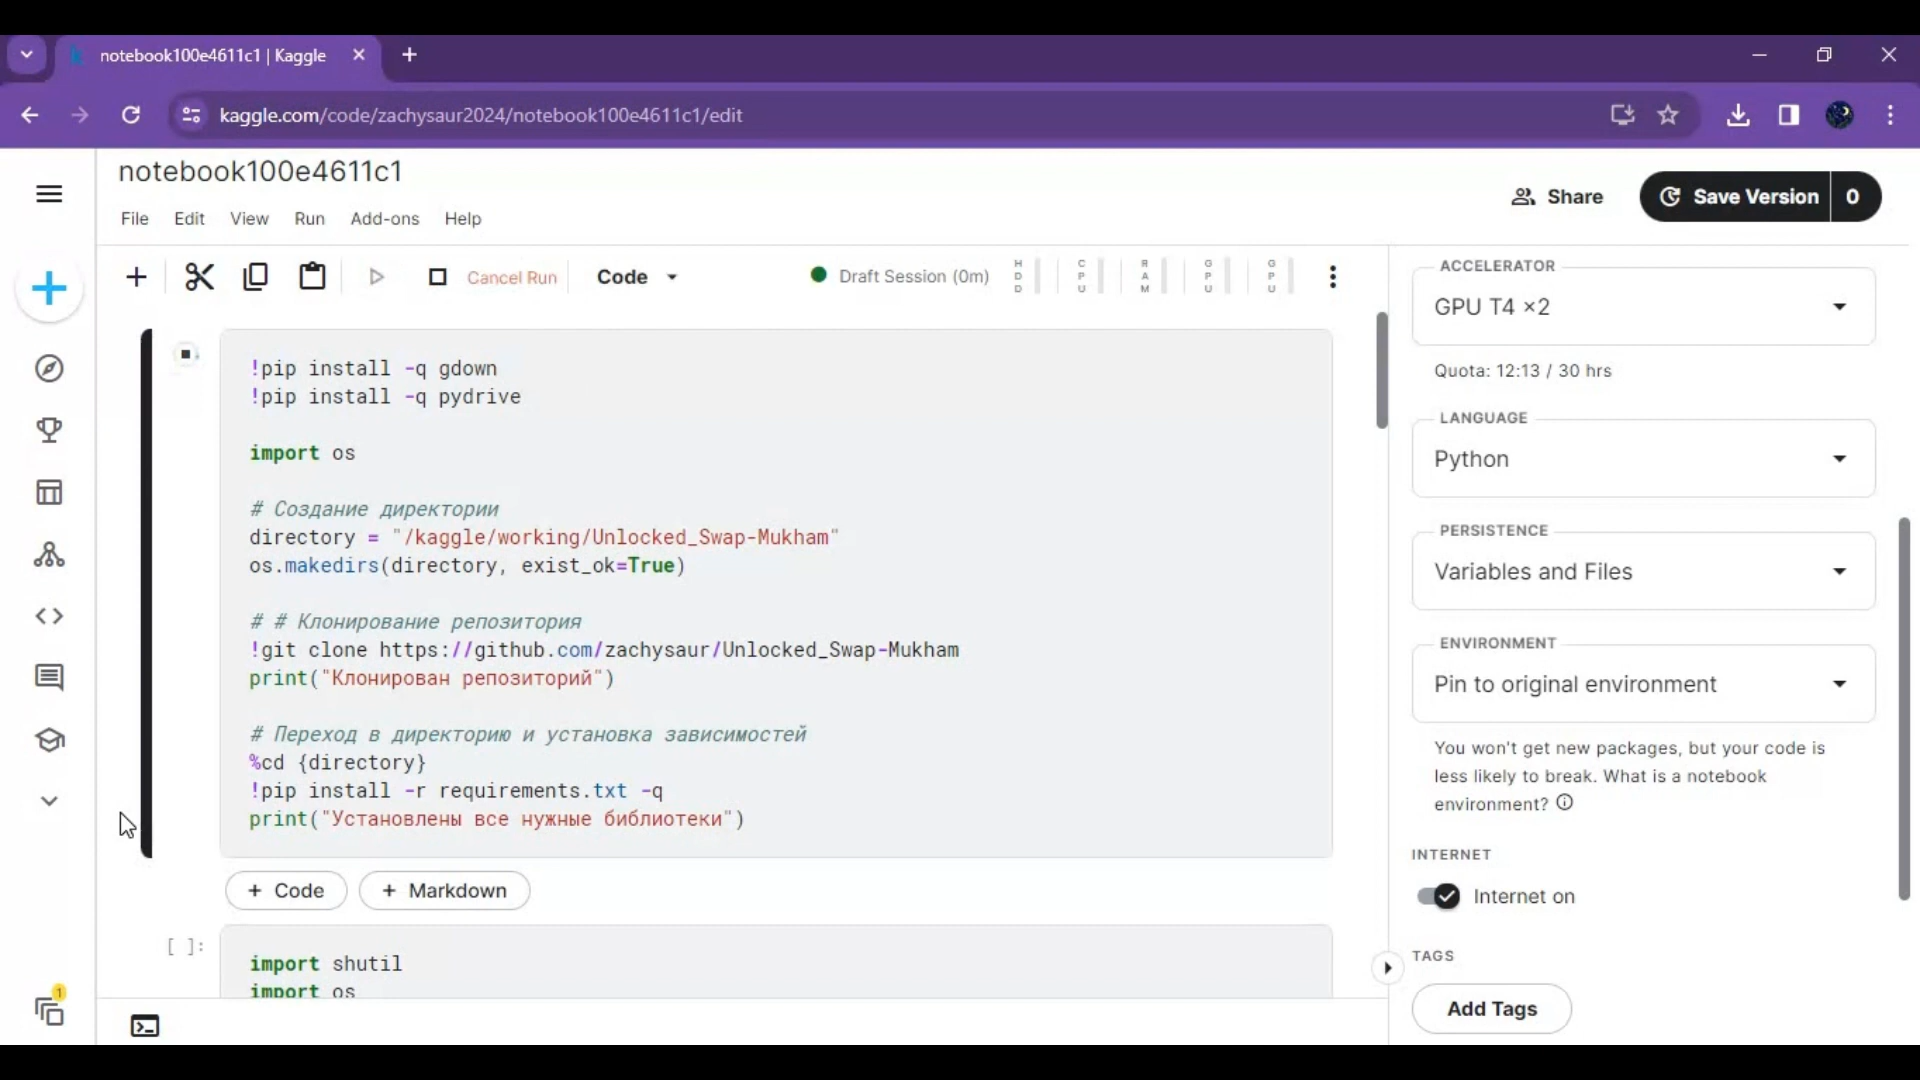 notebook100e4611c1 | Kaggle
kaggle.com/code/zachysaur2024/notebook100e4611c1/edit
notebook100e4611c1
Share
Save Version
0
File Edit View Run Add-ons Help
Cancel Run
Code
Draft Session (0m)
HDD
CPU
RAM
GPU
GPU
!pip install -q gdown
!pip install -q pydrive
import os
# Создание директории
directory = "/kaggle/working/Unlocked_Swap-Mukham"
os.makedirs(directory, exist_ok=True)
# # Клонирование репозитория
!git clone https://github.com/zachysaur/Unlocked_Swap-Mukham
print("Клонирован репозиторий")
# Переход в директорию и установка зависимостей
%cd {directory}
!pip install -r requirements.txt -q
print("Установлены все нужные библиотеки")
+ Code
+ Markdown
[ ]:
import shutil
import os
ACCELERATOR
GPU T4 ×2
Quota: 12:13 / 30 hrs
LANGUAGE
Python
PERSISTENCE
Variables and Files
ENVIRONMENT
Pin to original environment
You won't get new packages, but your code is
less likely to break. What is a notebook
environment?
INTERNET
Internet on
TAGS
Add Tags
1